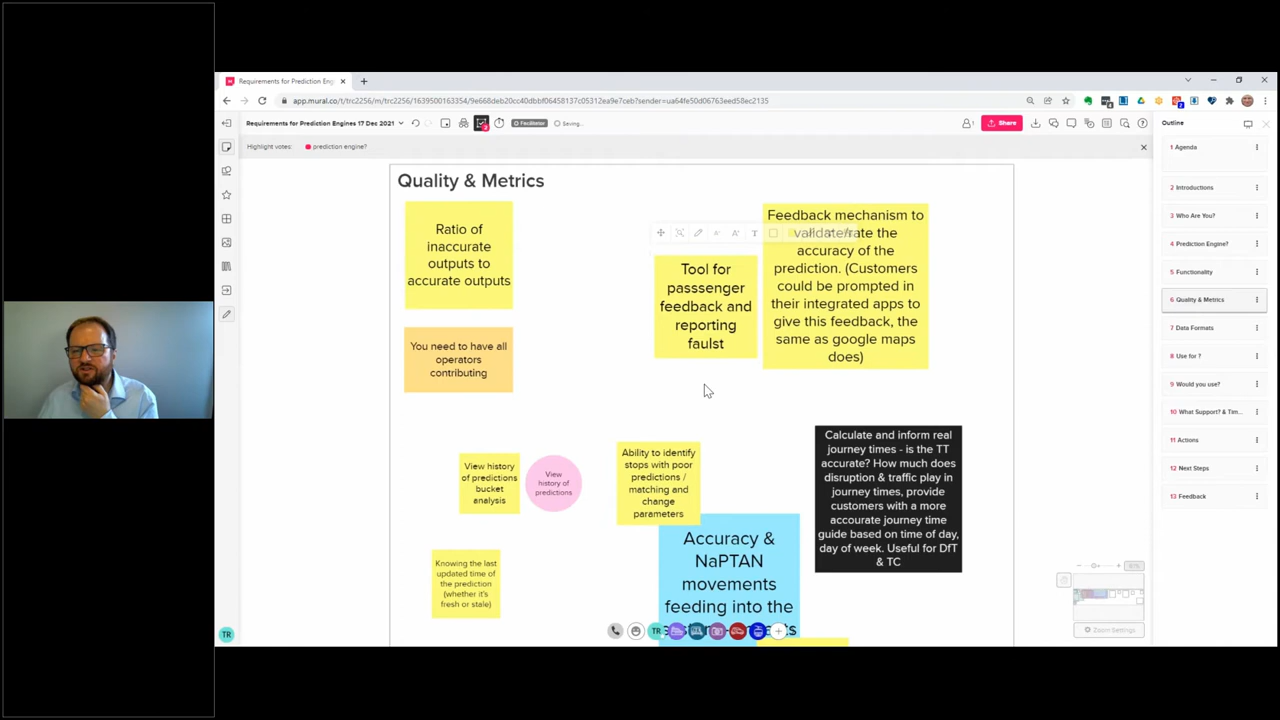 Requirements for Prediction Eng
app.mural.co/t/trc2256/m/trc2256/1639500163354/9e668deb20cc40dbbf06458137c05312ea9e7ceb?sender=ua64fe50d06763eed58ec2135
Requirements for Prediction Engines 17 Dec 2021
Facilitator
Saving...
1
Share
Outline
Highlight votes:
prediction engine?
1 Agenda
2 Introductions
3 Who Are You?
4 Prediction Engine?
5 Functionality
6 Quality & Metrics
7 Data Formats
8 Use for ?
9 Would you use?
10 What Support? & Tim...
11 Actions
12 Next Steps
13 Feedback
Quality & Metrics
Ratio of
inaccurate
outputs to
accurate outputs
Tool for
passsenger
feedback and
reporting
faulst
Feedback mechanism to
validate/rate the
accuracy of the
prediction. (Customers
could be prompted in
their integrated apps to
give this feedback, the
same as google maps
does)
You need to have all
operators
contributing
View history
of predictions
bucket
analysis
View
history of
predictions
Ability to identify
stops with poor
predictions /
matching and
change
parameters
Calculate and inform real
journey times - is the TT
accurate? How much does
disruption & traffic play in
journey times, provide
customers with a more
accourate journey time
guide based on time of day,
day of week. Useful for DfT
& TC
Accuracy &
NaPTAN
movements
feeding into the
Knowing the last
updated time of
the prediction
(whether it's
fresh or stale)
TR
TR
Zoom Settings